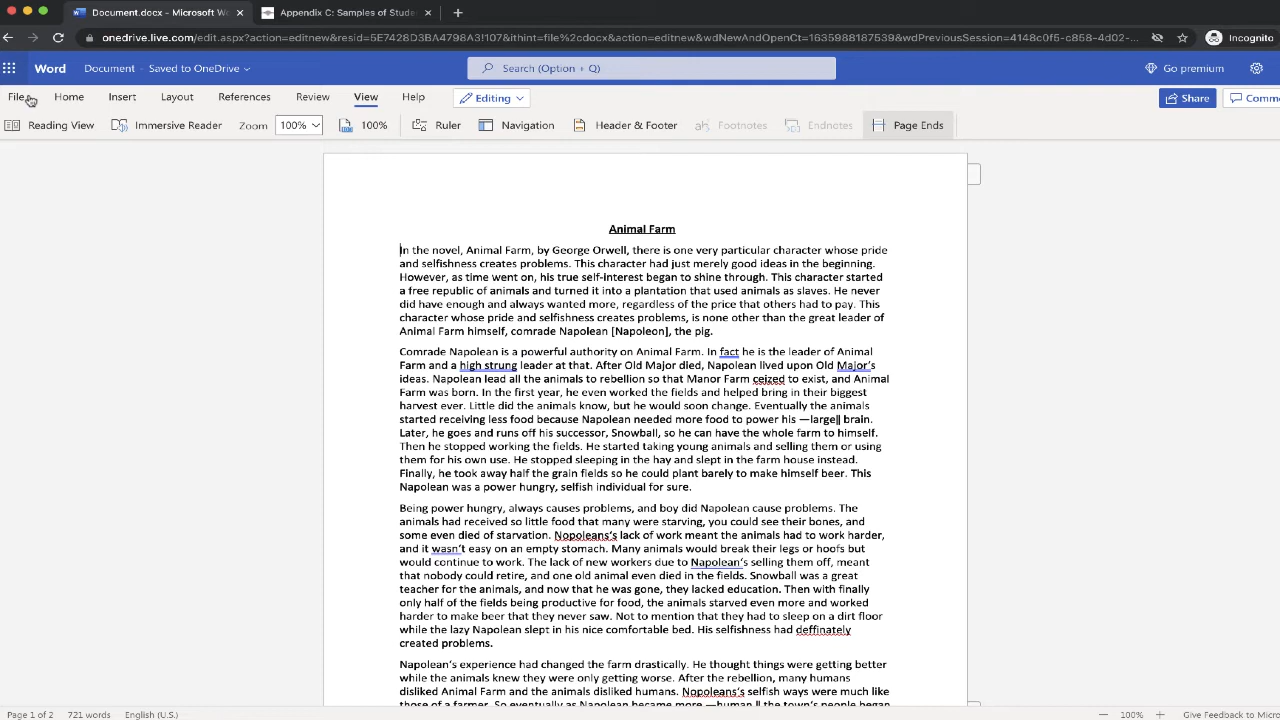 Document.docx - Microsoft Wo
Appendix C: Samples of Stude
onedrive.live.com/edit.aspx?action=editnew&resid=5E7428D3BA4798A3!107&ithint=file%2cdocx&action=editnew&wdNewAndOpenCt=1635988187539&wdPreviousSession=4148c0f5-c858-4d02-...
Incognito
Word
Document - Saved to OneDrive
Search (Option + Q)
Go premium
File
Home
Insert
Layout
References
Review
View
Help
Editing
Share
Comme
Reading View
Immersive Reader
Zoom
100%
100%
Ruler
Navigation
Header & Footer
Footnotes
Endnotes
Page Ends
Animal Farm
In the novel, Animal Farm, by George Orwell, there is one very particular character whose pride
and selfishness creates problems. This character had just merely good ideas in the beginning.
However, as time went on, his true self-interest began to shine through. This character started
a free republic of animals and turned it into a plantation that used animals as slaves. He never
did have enough and always wanted more, regardless of the price that others had to pay. This
character whose pride and selfishness creates problems, is none other than the great leader of
Animal Farm himself, comrade Napolean [Napoleon], the pig.
Comrade Napolean is a powerful authority on Animal Farm. In fact he is the leader of Animal
Farm and a high strung leader at that. After Old Major died, Napolean lived upon Old Major's
ideas. Napolean lead all the animals to rebellion so that Manor Farm ceized to exist, and Animal
Farm was born. In the first year, he even worked the fields and helped bring in their biggest
harvest ever. Little did the animals know, but he would soon change. Eventually the animals
started receiving less food because Napolean needed more food to power his ―large‖ brain.
Later, he goes and runs off his successor, Snowball, so he can have the whole farm to himself.
Then he stopped working the fields. He started taking young animals and selling them or using
them for his own use. He stopped sleeping in the hay and slept in the farm house instead.
Finally, he took away half the grain fields so he could plant barely to make himself beer. This
Napolean was a power hungry, selfish individual for sure.
Being power hungry, always causes problems, and boy did Napolean cause problems. The
animals had received so little food that many were starving, you could see their bones, and
some even died of starvation. Nopoleans's lack of work meant the animals had to work harder,
and it wasn't easy on an empty stomach. Many animals would break their legs or hoofs but
would continue to work. The lack of new workers due to Napolean's selling them off, meant
that nobody could retire, and one old animal even died in the fields. Snowball was a great
teacher for the animals, and now that he was gone, they lacked education. Then with finally
only half of the fields being productive for food, the animals starved even more and worked
harder to make beer that they never saw. Not to mention that they had to sleep on a dirt floor
while the lazy Napolean slept in his nice comfortable bed. His selfishness had deffinately
created problems.
Napolean's experience had changed the farm drastically. He thought things were getting better
while the animals knew they were only getting worse. After the rebellion, many humans
disliked Animal Farm and the animals disliked humans. Nopoleans's selfish ways were much like
those of a farmer. So eventually as Napolean became more ―human‖ the town's people began
Page 1 of 2
721 words
English (U.S.)
100%
Give Feedback to Micro